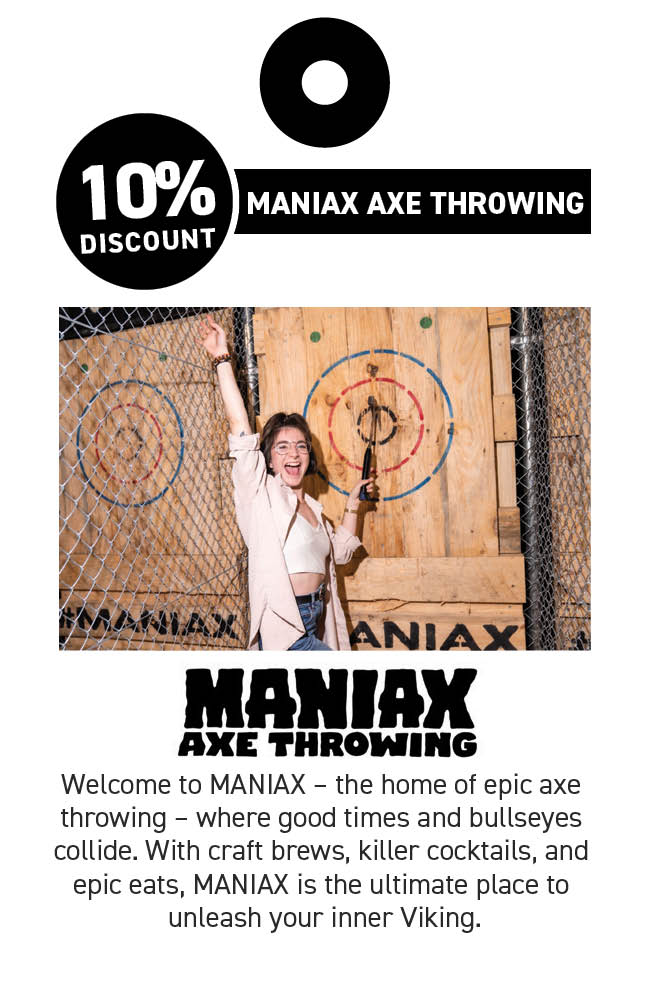 10%
DISCOUNT
MANIAX AXE THROWING
#MANIAX
ANIAX
MANIAX
AXE THROWING
Welcome to MANIAX – the home of epic axe
throwing – where good times and bullseyes
collide. With craft brews, killer cocktails, and
epic eats, MANIAX is the ultimate place to
unleash your inner Viking.